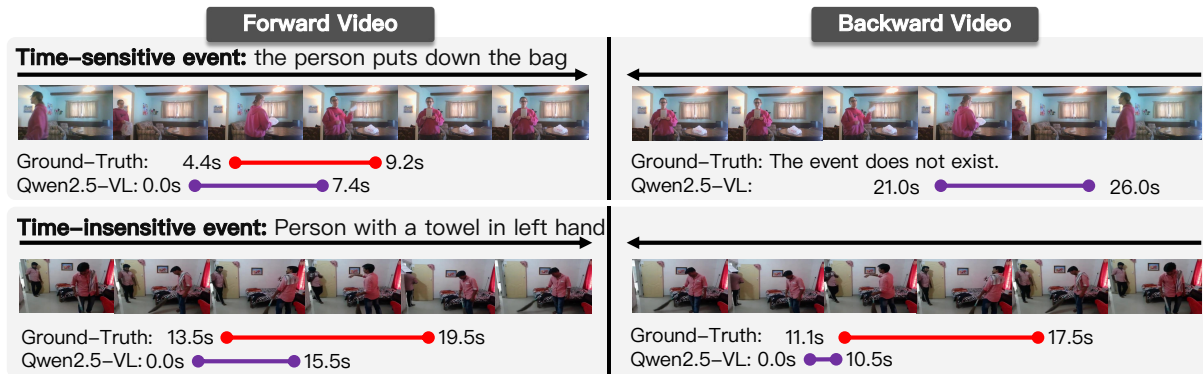 Forward Video
Backward Video
Time-sensitive event: the person puts down the bag
Ground-Truth: 4.4s 9.2s
Qwen2.5-VL: 0.0s 7.4s
Ground-Truth: The event does not exist.
Qwen2.5-VL: 21.0s 26.0s
Time-insensitive event: Person with a towel in left hand
Ground-Truth: 13.5s 19.5s
Qwen2.5-VL: 0.0s 15.5s
Ground-Truth: 11.1s 17.5s
Qwen2.5-VL: 0.0s 10.5s